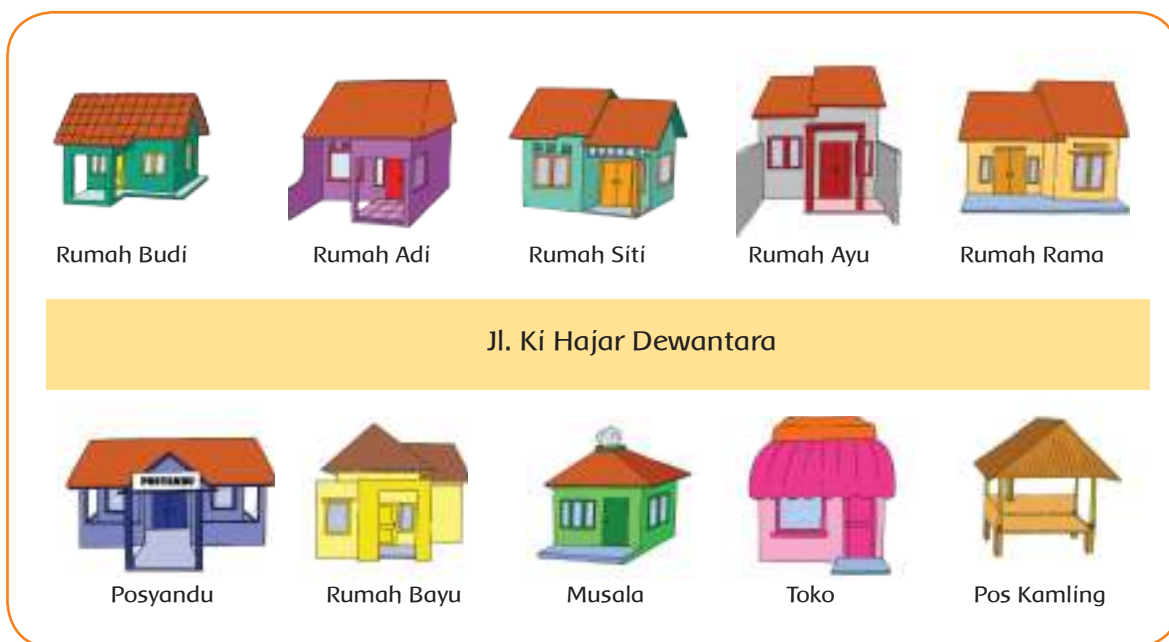 Rumah Budi Rumah Adi Rumah Siti Rumah Ayu Rumah Rama
Jl. Ki Hajar Dewantara
POSYANDU
Posyandu Rumah Bayu Musala Toko Pos Kamling